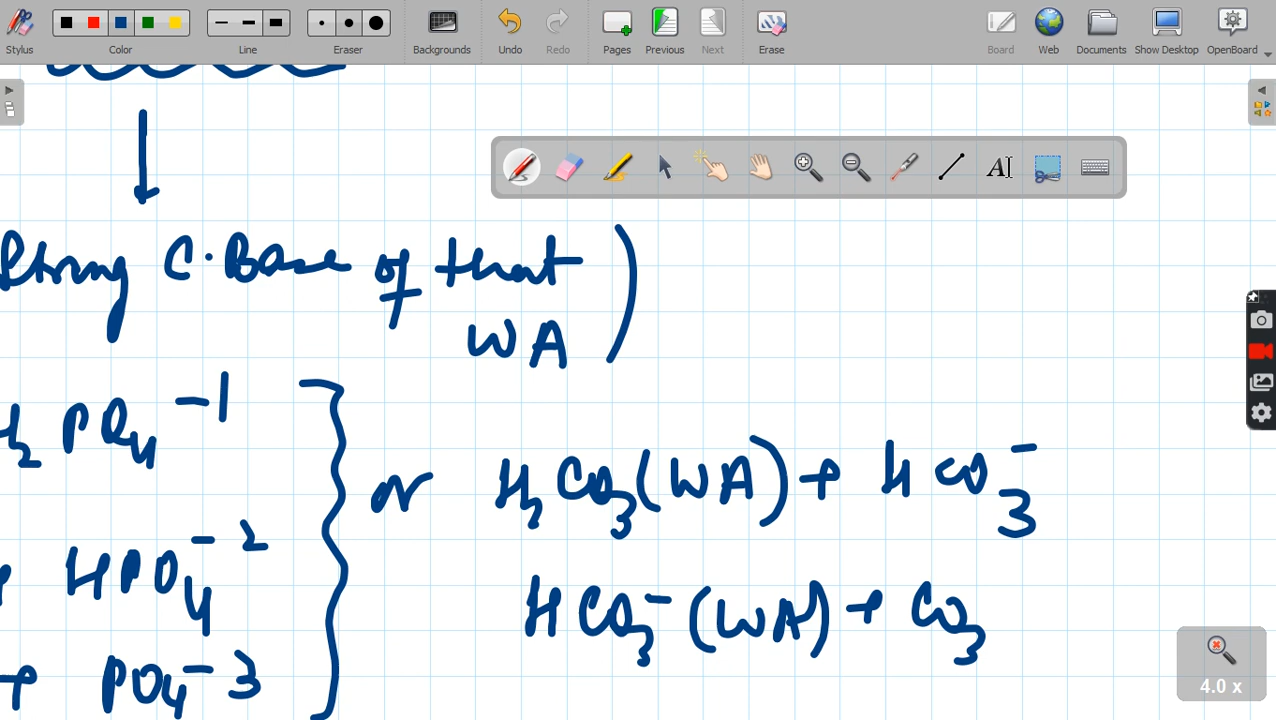 Stylus Color Line Eraser Backgrounds Undo Redo Pages Previous Next Erase Board Web Documents Show Desktop OpenBoard
Strong C. Base of that
WA)
H2PO4 -1
or H2CO3(WA) + HCO3-
HPO4 -2
HCO3-(WA) + CO3
+ PO4 -3
4.0 x